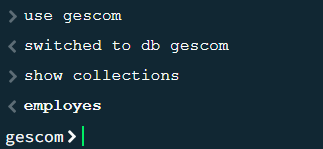 > use gescom
< switched to db gescom
> show collections
< employes
gescom>